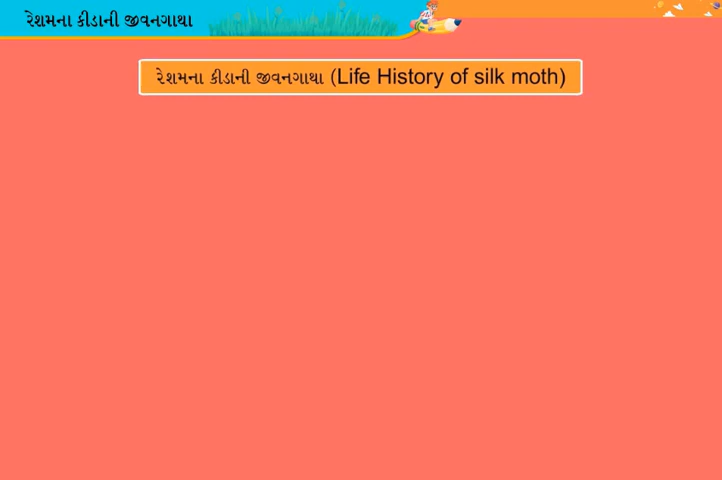 રેશમના કીડાની જીવનગાથા
રેશમના કીડાની જીવનગાથા (Life History of silk moth)